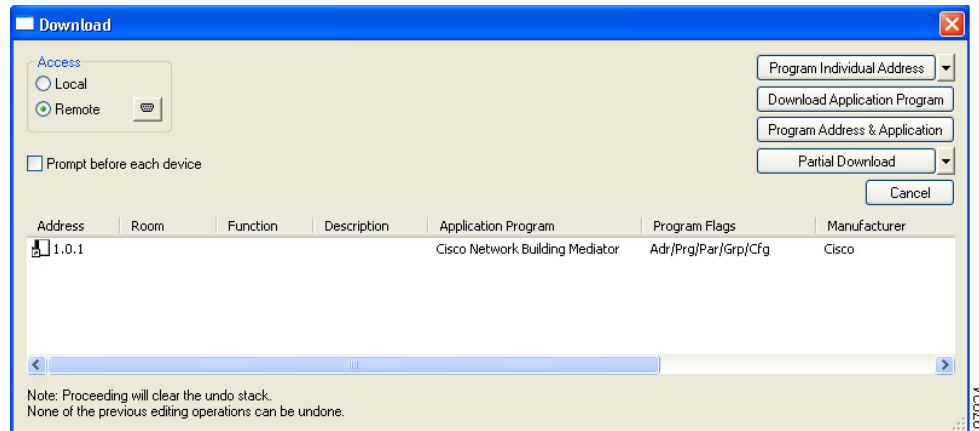 Download
Access
Local
Remote
Prompt before each device
Program Individual Address
Download Application Program
Program Address & Application
Partial Download
Cancel
Address Room Function Description Application Program Program Flags Manufacturer
1.0.1 Cisco Network Building Mediator Adr/Prg/Par/Grp/Cfg Cisco
Note: Proceeding will clear the undo stack.
None of the previous editing operations can be undone.